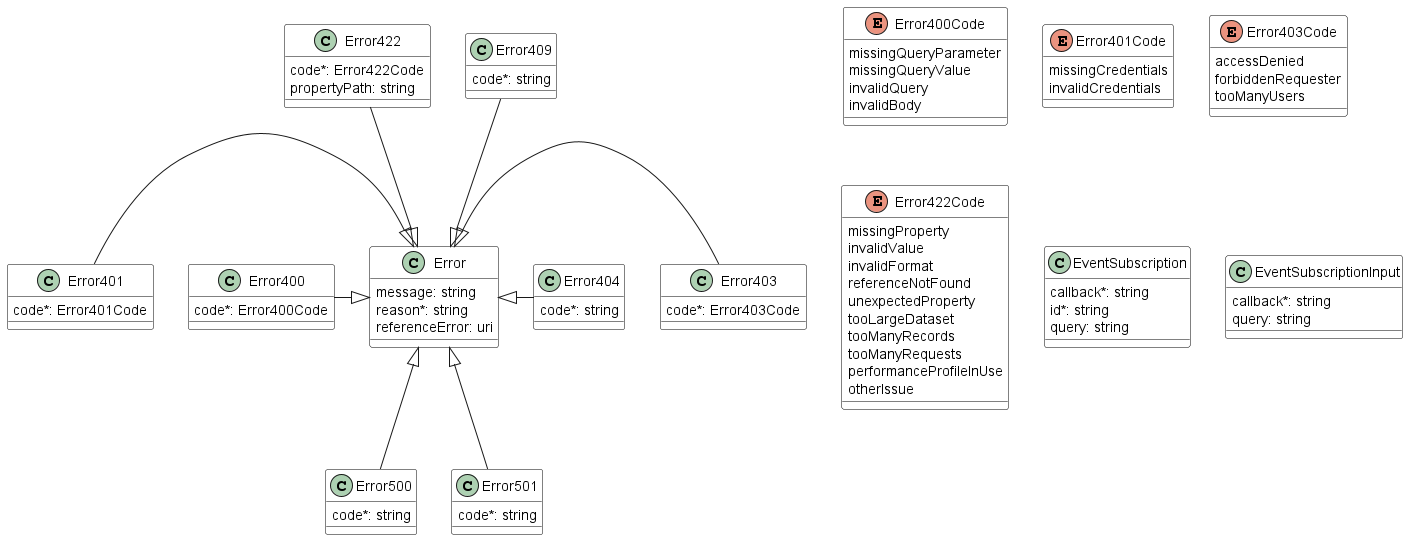 C Error422
code*: Error422Code
propertyPath: string
C Error409
code*: string
E Error400Code
missingQueryParameter
missingQueryValue
invalidQuery
invalidBody
E Error401Code
missingCredentials
invalidCredentials
E Error403Code
accessDenied
forbiddenRequester
tooManyUsers
C Error401
code*: Error401Code
C Error400
code*: Error400Code
C Error
message: string
reason*: string
referenceError: uri
C Error404
code*: string
C Error403
code*: Error403Code
E Error422Code
missingProperty
invalidValue
invalidFormat
referenceNotFound
unexpectedProperty
tooLargeDataset
tooManyRecords
tooManyRequests
performanceProfileInUse
otherIssue
C EventSubscription
callback*: string
id*: string
query: string
C EventSubscriptionInput
callback*: string
query: string
C Error500
code*: string
C Error501
code*: string